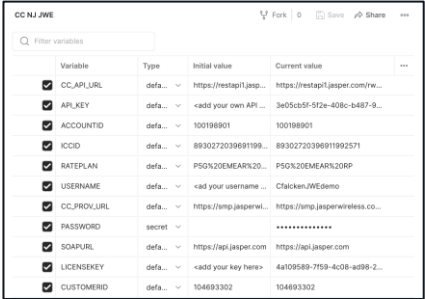 CC NJ JWE Fork 0 Save Share
Filter variables
Variable Type Initial value Current value
CC_API_URL defa... https://restapi1.jasp... https://restapi1.jasper.com/rw...
API_KEY defa... <add your own API ... 3e05cb5f-5f2e-408c-b487-9...
ACCOUNTID defa... 100198901 100198901
ICCID defa... 8930272039691199... 89302720396911992571
RATEPLAN defa... P5G%20EMEAR%20... P5G%20EMEAR%20RP
USERNAME defa... <ad your username ... CfalckenJWEdemo
CC_PROV_URL defa... https://smp.jasperwi... https://smp.jasperwireless.co...
PASSWORD secret ••••••••••••••
SOAPURL defa... https://api.jasper.com https://api.jasper.com
LICENSEKEY defa... <add your key here> 4a109589-7f59-4c08-ad98-2...
CUSTOMERID defa... 104693302 104693302